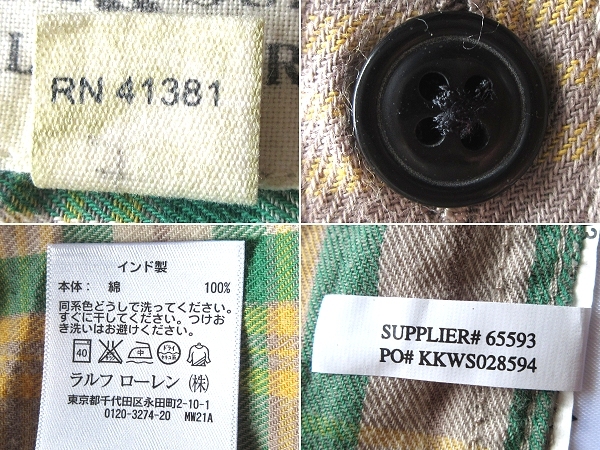 RN 41381
インド製
本体: 綿 100%
同系色どうしで洗ってください。
すぐに干してください。つけお
き洗いはお避けください。
40 ドライ
ラルフ ローレン (株)
東京都千代田区永田町2-10-1
0120-3274-20 MW21A
SUPPLIER# 65593
PO# KKWS028594